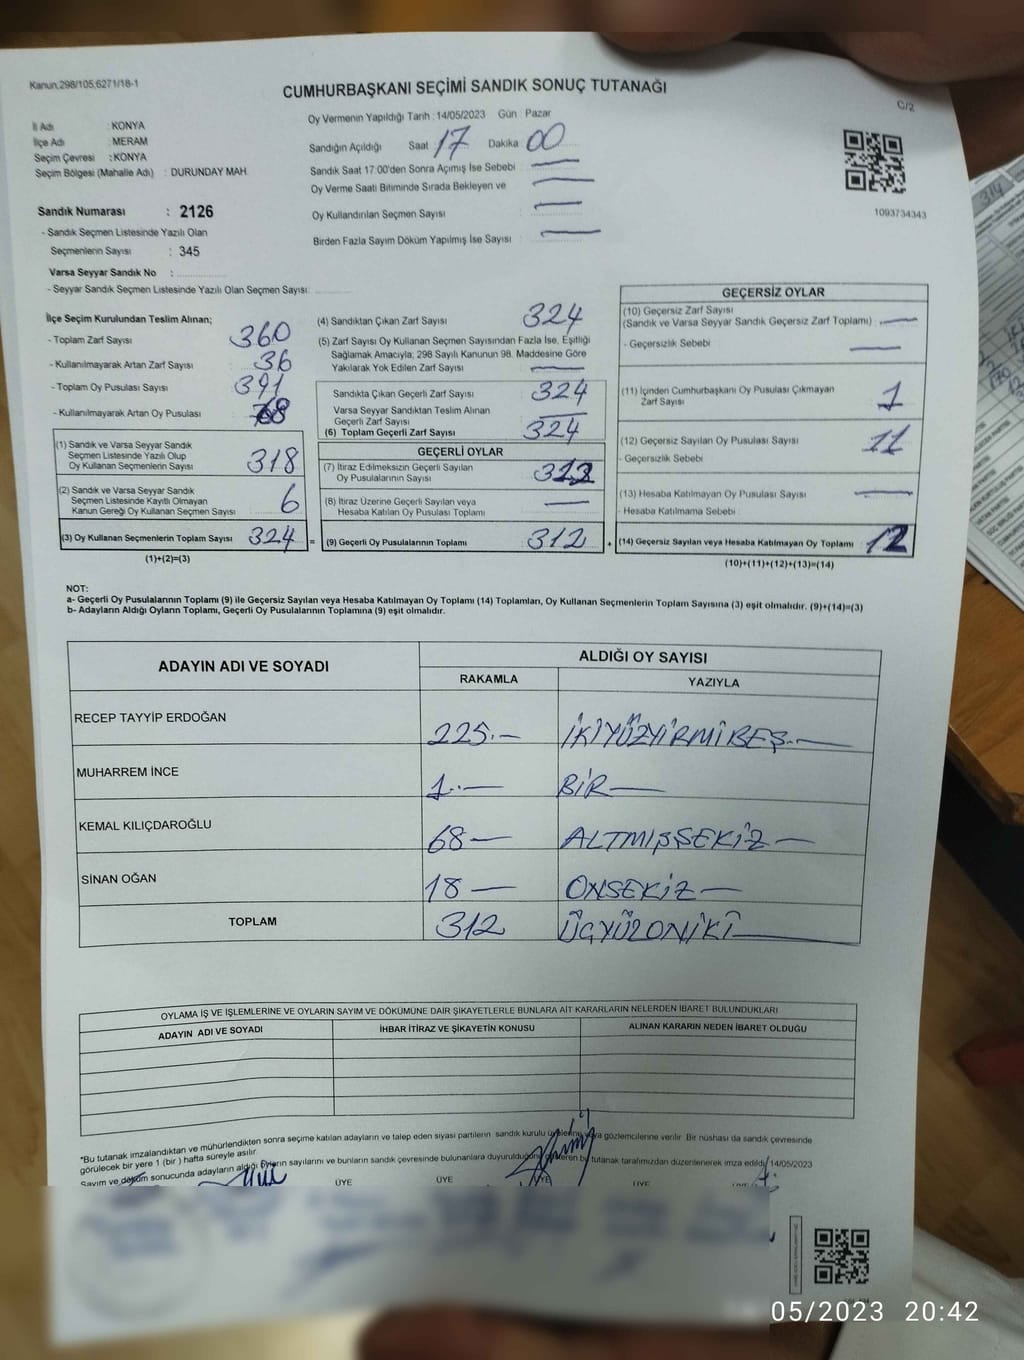 Kanun,298/105,6271/18-1
CUMHURBAŞKANI SEÇİMİ SANDIK SONUÇ TUTANAĞI
C/2
İl Adı : KONYA
İlçe Adı : MERAM
Seçim Çevresi : KONYA
Seçim Bölgesi (Mahalle Adı) : DURUNDAY MAH.
Oy Vermenin Yapıldığı Tarih : 14/05/2023 Gün : Pazar
Sandığın Açıldığı Saat 17 Dakika 00
Sandık Saat 17:00'den Sonra Açımış İse Sebebi
Oy Verme Saati Bitiminde Sırada Bekleyen ve
Oy Kullandırılan Seçmen Sayısı
Birden Fazla Sayım Döküm Yapılmış İse Sayısı
1093734343
Sandık Numarası : 2126
- Sandık Seçmen Listesinde Yazılı Olan
Seçmenlerin Sayısı : 345
Varsa Seyyar Sandık No :
- Seyyar Sandık Seçmen Listesinde Yazılı Olan Seçmen Sayısı:
İlçe Seçim Kurulundan Teslim Alınan;
- Toplam Zarf Sayısı 360
- Kullanılmayarak Artan Zarf Sayısı 36
- Toplam Oy Pusulası Sayısı 391
- Kullanılmayarak Artan Oy Pusulası 68
(1) Sandık ve Varsa Seyyar Sandık
Seçmen Listesinde Yazılı Olup
Oy Kullanan Seçmenlerin Sayısı 318
(2) Sandık ve Varsa Seyyar Sandık
Seçmen Listesinde Kayıtlı Olmayan
Kanun Gereği Oy Kullanan Seçmen Sayısı 6
(3) Oy Kullanan Seçmenlerin Toplam Sayısı 324 =
(1)+(2)=(3)
(4) Sandıktan Çıkan Zarf Sayısı 324
(5) Zarf Sayısı Oy Kullanan Seçmen Sayısından Fazla İse, Eşitliği
Sağlamak Amacıyla; 298 Sayılı Kanunun 98. Maddesine Göre
Yakılarak Yok Edilen Zarf Sayısı
Sandıkta Çıkan Geçerli Zarf Sayısı 324
Varsa Seyyar Sandıktan Teslim Alınan
Geçerli Zarf Sayısı
(6) Toplam Geçerli Zarf Sayısı 324
GEÇERLİ OYLAR
(7) İtiraz Edilmeksizin Geçerli Sayılan
Oy Pusulalarının Sayısı 312
(8) İtiraz Üzerine Geçerli Sayılan veya
Hesaba Katılan Oy Pusulası Toplamı
(9) Geçerli Oy Pusulalarının Toplamı 312 +
GEÇERSİZ OYLAR
(10) Geçersiz Zarf Sayısı
(Sandık ve Varsa Seyyar Sandık Geçersiz Zarf Toplamı)
- Geçersizlik Sebebi
(11) İçinden Cumhurbaşkanı Oy Pusulası Çıkmayan
Zarf Sayısı 1
(12) Geçersiz Sayılan Oy Pusulası Sayısı 11
- Geçersizlik Sebebi
(13) Hesaba Katılmayan Oy Pusulası Sayısı
- Hesaba Katılmama Sebebi
(14) Geçersiz Sayılan veya Hesaba Katılmayan Oy Toplamı 12
(10)+(11)+(12)+(13)=(14)
NOT:
a- Geçerli Oy Pusulalarının Toplamı (9) ile Geçersiz Sayılan veya Hesaba Katılmayan Oy Toplamı (14) Toplamları, Oy Kullanan Seçmenlerin Toplam Sayısına (3) eşit olmalıdır. (9)+(14)=(3)
b- Adayların Aldığı Oyların Toplamı, Geçerli Oy Pusulalarının Toplamına (9) eşit olmalıdır.
ADAYIN ADI VE SOYADI
ALDIĞI OY SAYISI
RAKAMLA YAZIYLA
RECEP TAYYİP ERDOĞAN 225.- İKİYÜZYİRMİBEŞ.-
MUHARREM İNCE 1.- BİR-
KEMAL KILIÇDAROĞLU 68- ALTMIŞSEKİZ-
SİNAN OĞAN 18- ONSEKİZ-
TOPLAM 312 ÜÇYÜZONİKİ
OYLAMA İŞ VE İŞLEMLERİNE VE OYLARIN SAYIM VE DÖKÜMÜNE DAİR ŞİKAYETLERLE BUNLARA AİT KARARLARIN NELERDEN İBARET BULUNDUKLARI
ADAYIN ADI VE SOYADI İHBAR İTİRAZ VE ŞİKAYETİN KONUSU ALINAN KARARIN NEDEN İBARET OLDUĞU
*Bu tutanak imzalandıktan ve mühürlendikten sonra seçime katılan adayların ve talep eden siyasi partilerin sandık kurulu üyelerine veya gözlemcilerine verilir. Bir nüshası da sandık çevresinde
görülecek bir yere 1 (bir) hafta süreyle asılır.
Sayım ve döküm sonucunda adayların aldığı oyların sayılarını ve bunların sandık çevresinde bulunanlara duyurulduğunu gösteren bu tutanak tarafımızdan düzenlenerek imza edildi. 14/05/2023
ÜYE ÜYE ÜYE ÜYE
05/2023 20:42